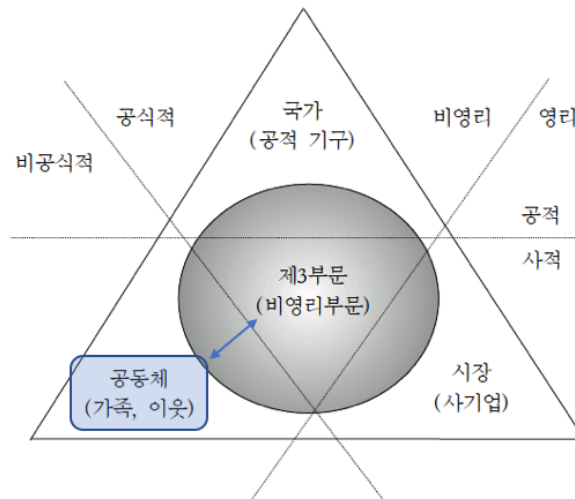 국가
(공적 기구)
공식적
비공식적
비영리
영리
공적
사적
제3부문
(비영리부문)
공동체
(가족, 이웃)
시장
(사기업)